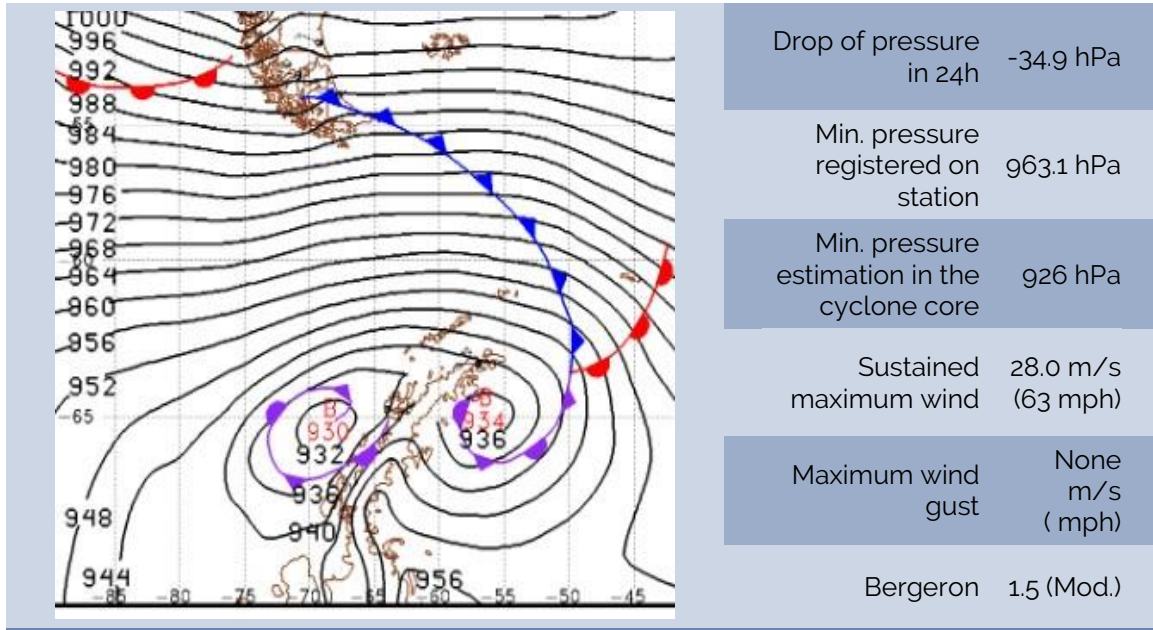 1000
996
992
988
-55
984
980
976
972
968
-60
964
960
956
952
-65
B
930
932
936
940
B
934
936
948
944
956
-85 -80 -75 -70 -65 -60 -55 -50 -45
Drop of pressure
in 24h
-34.9 hPa
Min. pressure
registered on
station
963.1 hPa
Min. pressure
estimation in the
cyclone core
926 hPa
Sustained
maximum wind
28.0 m/s
(63 mph)
Maximum wind
gust
None
m/s
( mph)
Bergeron
1.5 (Mod.)